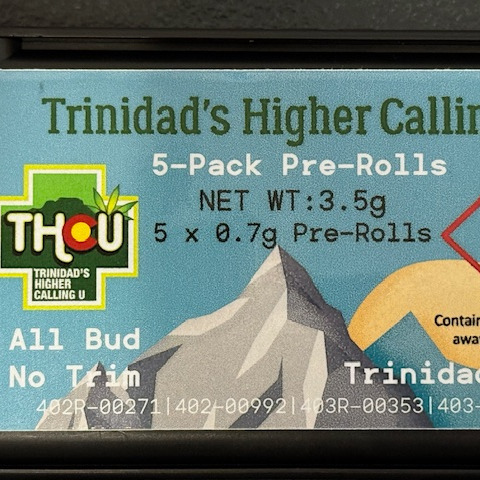 Trinidad's Higher Callin
5-Pack Pre-Rolls
NET WT:3.5g
5 x 0.7g Pre-Rolls
THCU
TRINIDAD'S
HIGHER
CALLING U
Contain
away
All Bud
No Trim
Trinidad
402R-00271|402-00992|403R-00353|403-